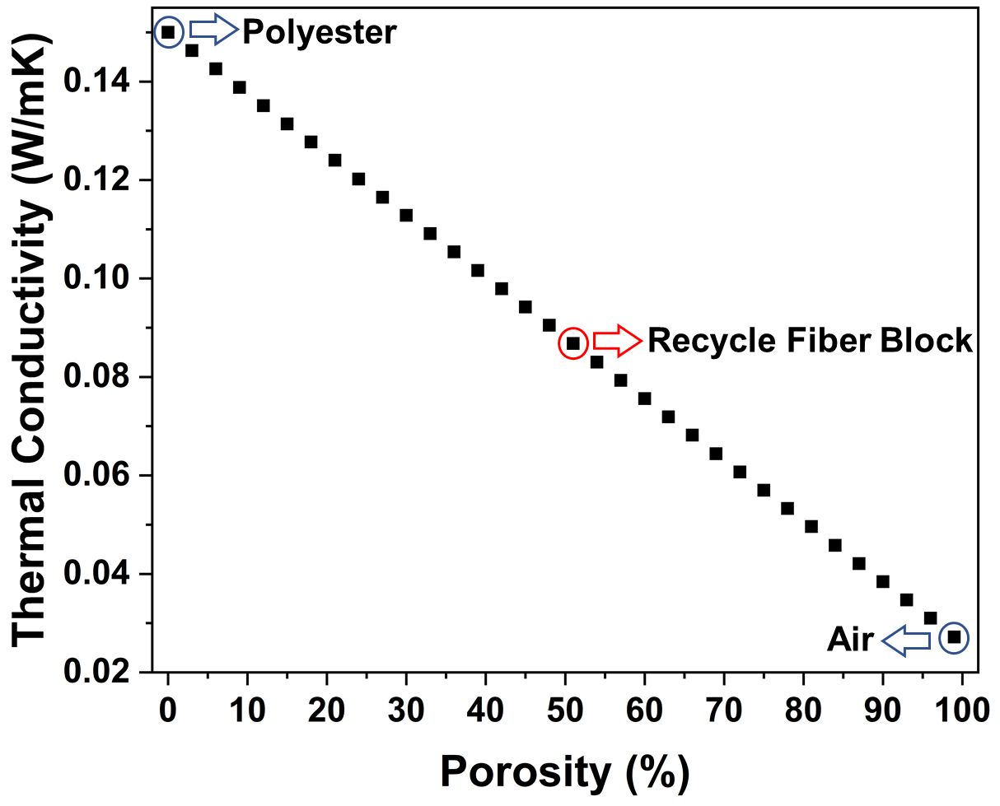 Polyester
Recycle Fiber Block
Air
Thermal Conductivity (W/mK)
0.14
0.12
0.10
0.08
0.06
0.04
0.02
0 10 20 30 40 50 60 70 80 90 100
Porosity (%)